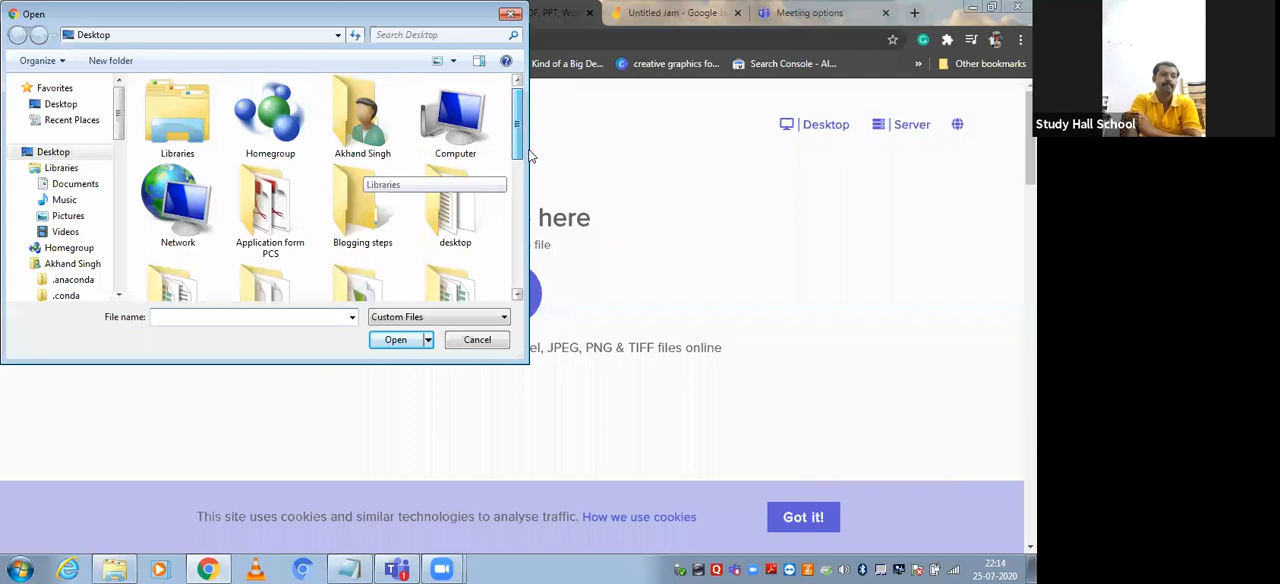 Open
DF, PPT, Wo
Untitled Jam - Google Ja
Meeting options
Desktop
Search Desktop
Organize
New folder
Kind of a Big De...
creative graphics fo...
Search Console - Al...
»
Other bookmarks
Favorites
Desktop
Recent Places
Desktop
Libraries
Documents
Music
Pictures
Videos
Homegroup
Akhand Singh
.anaconda
.conda
Libraries
Homegroup
Akhand Singh
Computer
Libraries
Network
Application form
PCS
Blogging steps
desktop
File name:
Custom Files
Open
Cancel
| Desktop
| Server
here
file
el, JPEG, PNG & TIFF files online
This site uses cookies and similar technologies to analyse traffic. How we use cookies
Got it!
Study Hall School
22:14
25-07-2020